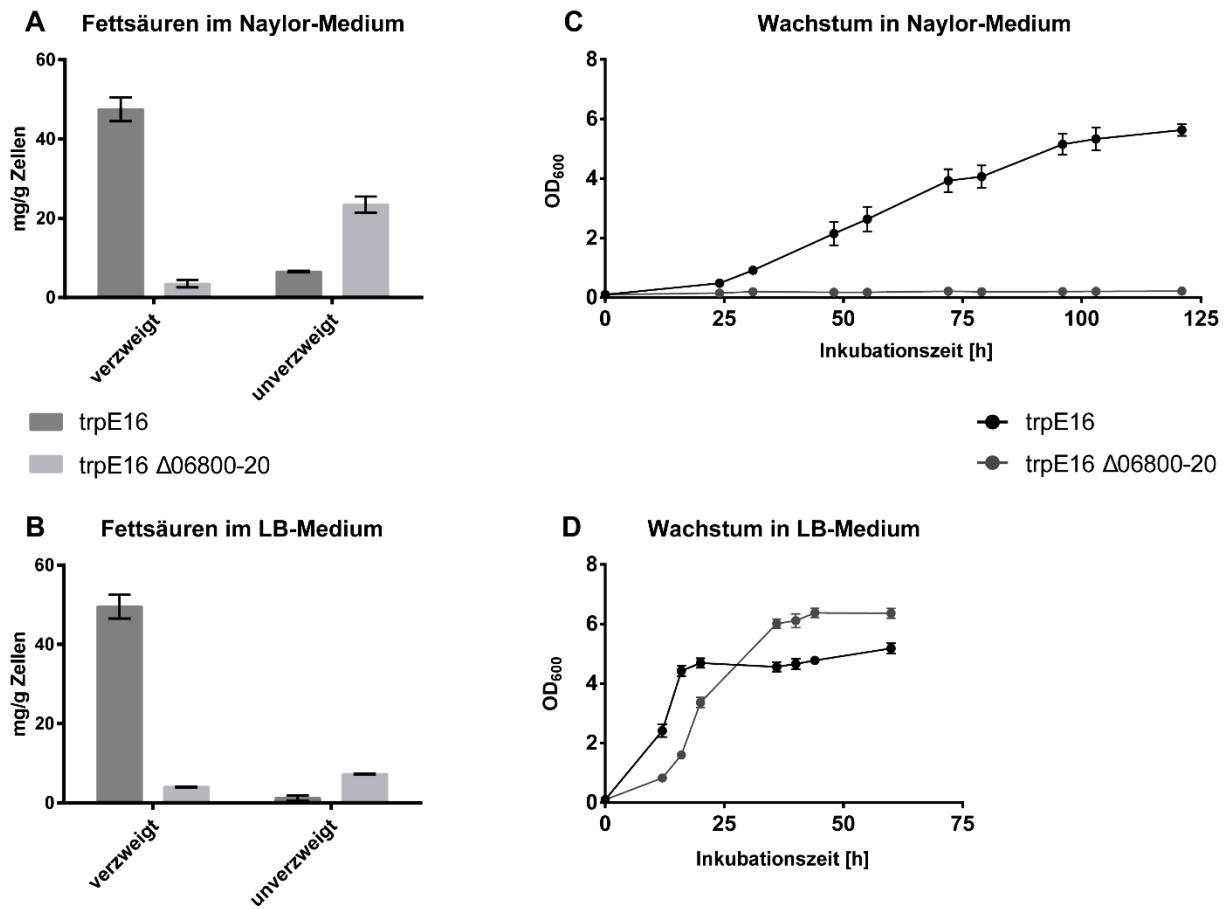 A Fettsäuren im Naylor-Medium
60
40
20
0
mg/g Zellen
verzweigt
unverzweigt
trpE16
trpE16 Δ06800-20
C Wachstum in Naylor-Medium
8
6
4
2
0
OD600
0 25 50 75 100 125
Inkubationszeit [h]
trpE16
trpE16 Δ06800-20
B Fettsäuren im LB-Medium
60
40
20
0
mg/g Zellen
verzweigt
unverzweigt
D Wachstum in LB-Medium
8
6
4
2
0
OD600
0 25 50 75
Inkubationszeit [h]